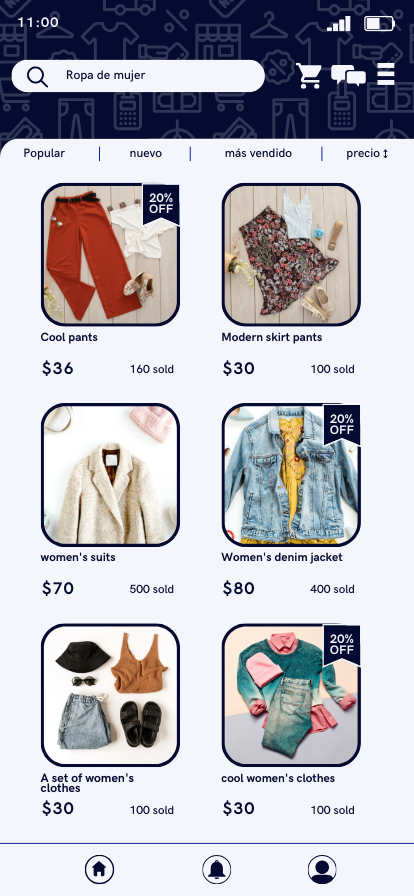 11:00
Ropa de mujer
Popular
nuevo
más vendido
precio ↕
20%
OFF
Cool pants
Modern skirt pants
$36
160 sold
$30
100 sold
20%
OFF
women's suits
Women's denim jacket
$70
500 sold
$80
400 sold
20%
OFF
A set of women's
clothes
cool women's clothes
$30
100 sold
$30
100 sold